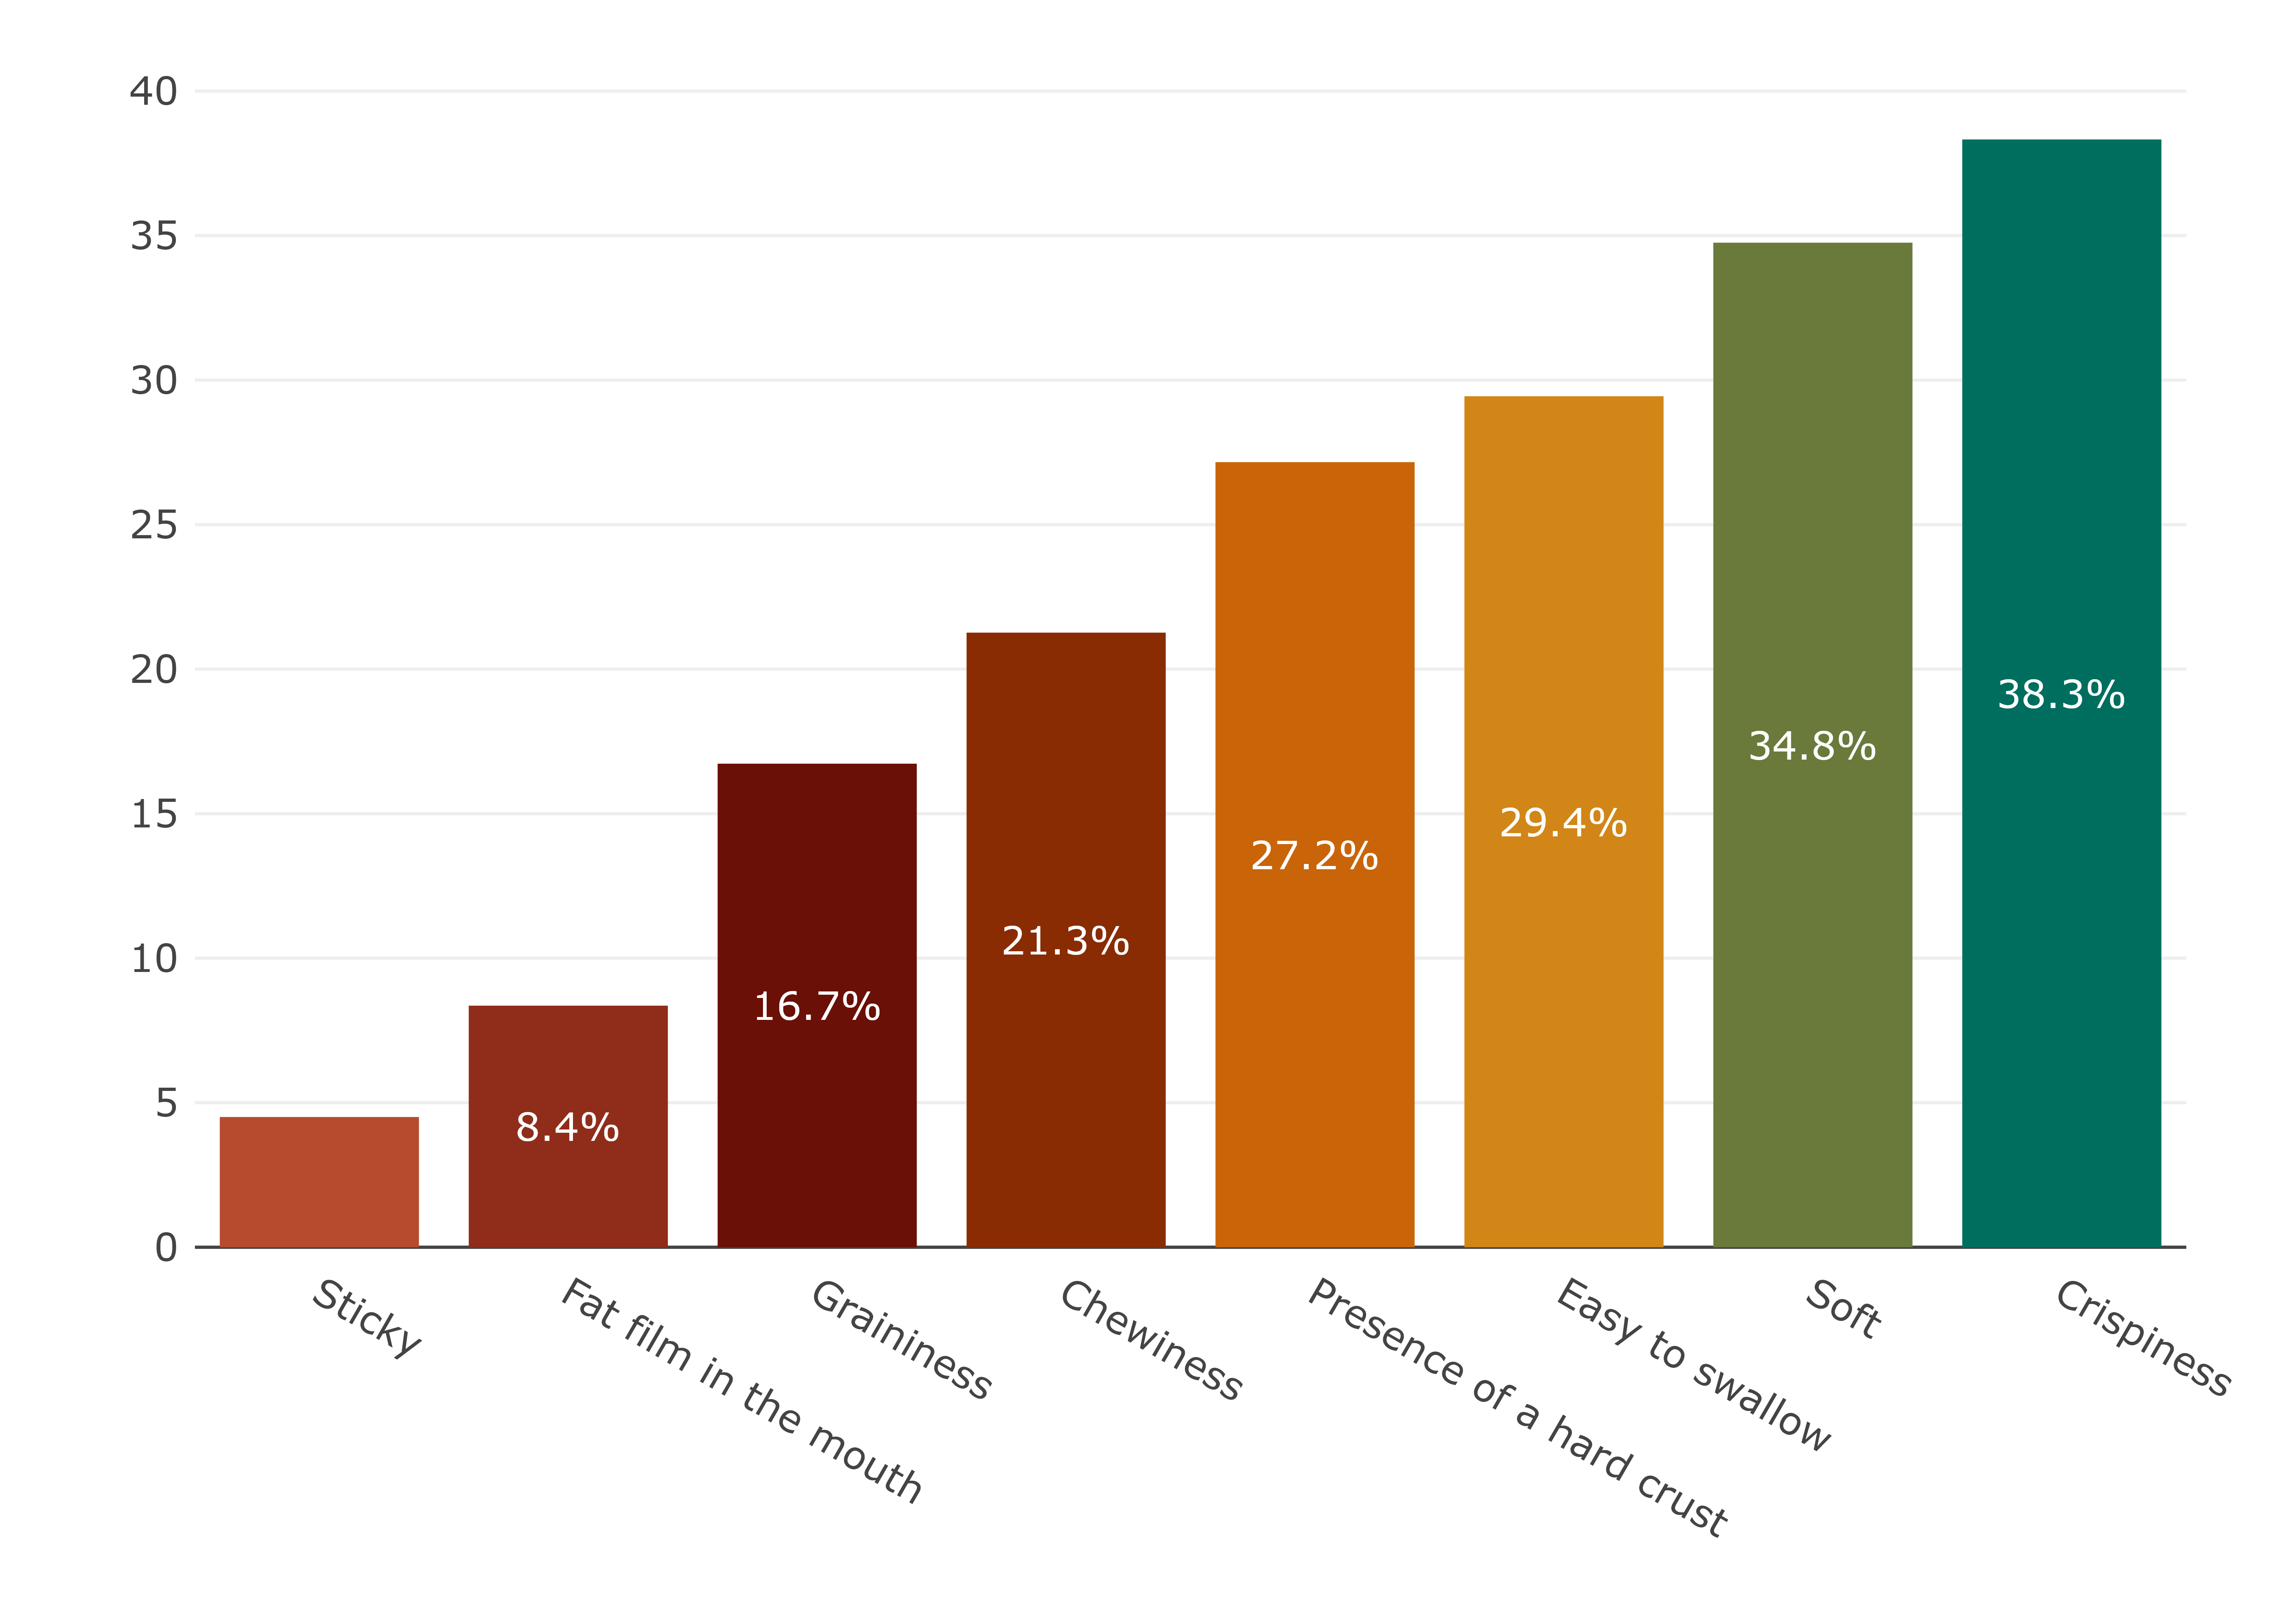 40
35
30
25
20
15
10
5
0
8.4%
16.7%
21.3%
27.2%
29.4%
34.8%
38.3%
Sticky
Fat film in the mouth
Graininess
Chewiness
Presence of a hard crust
Easy to swallow
Soft
Crispiness